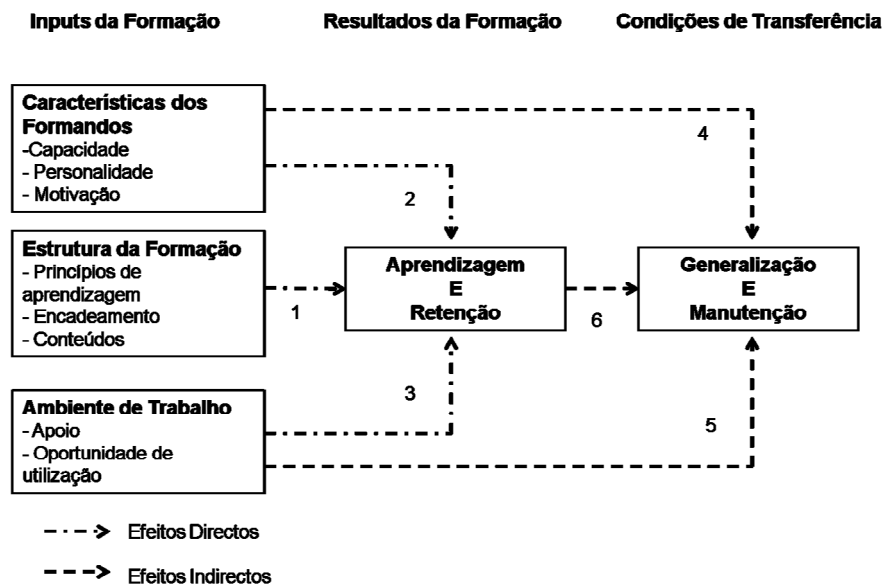 Inputs da Formação
Resultados da Formação
Condições de Transferência
Características dos
Formandos
-Capacidade
- Personalidade
- Motivação
4
2
Estrutura da Formação
- Princípios de
aprendizagem
- Encadeamento
- Conteúdos
1
Aprendizagem
E
Retenção
6
Generalização
E
Manutenção
3
5
Ambiente de Trabalho
- Apoio
- Oportunidade de
utilização
Efeitos Directos
Efeitos Indirectos